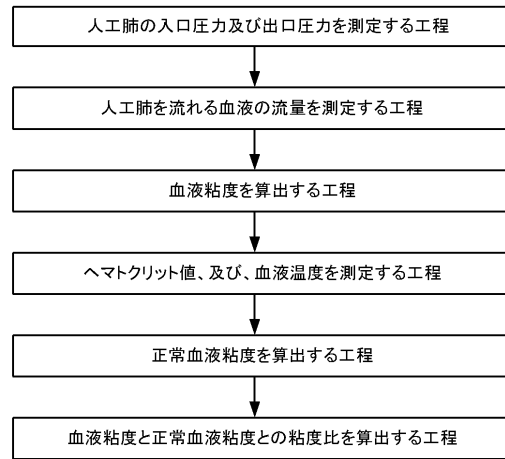 人工肺の入口圧力及び出口圧力を測定する工程
人工肺を流れる血液の流量を測定する工程
血液粘度を算出する工程
ヘマトクリット値、及び、血液温度を測定する工程
正常血液粘度を算出する工程
血液粘度と正常血液粘度との粘度比を算出する工程